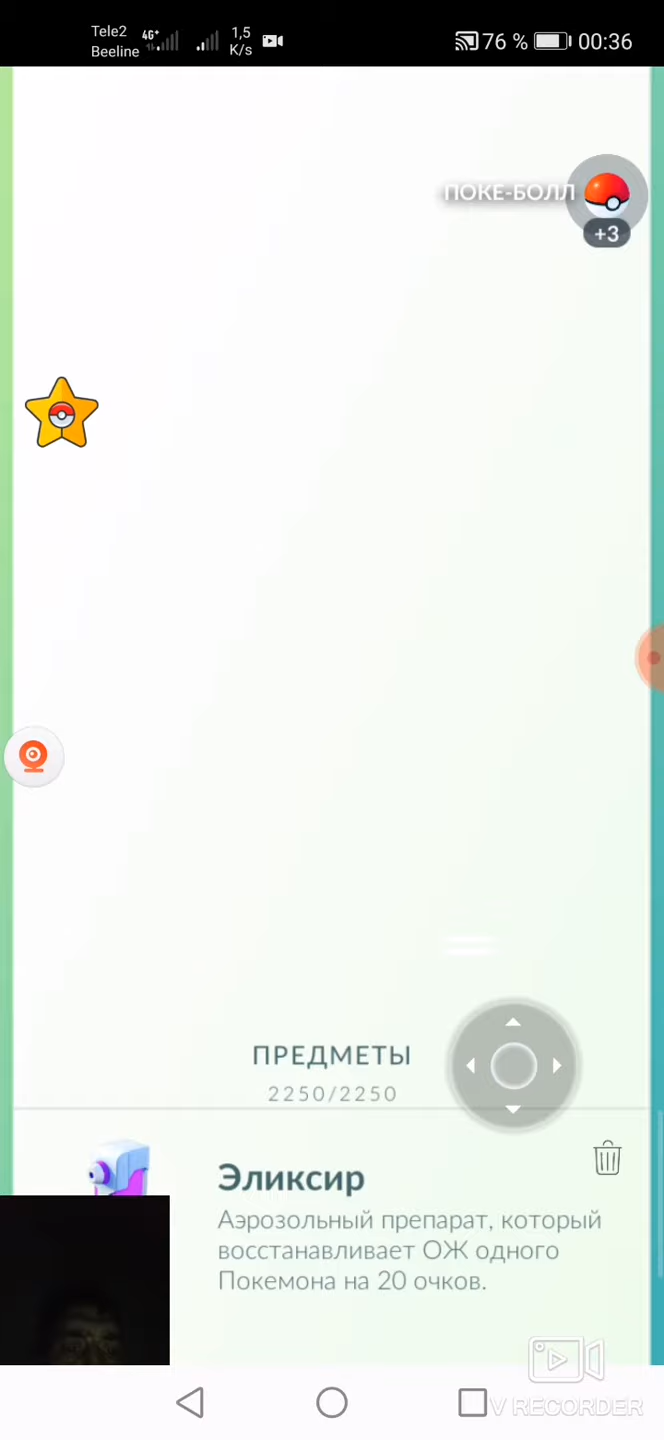 Tele2
Beeline
4G+
1,5
K/s
76 %
00:36
ПОКЕ-БОЛЛ
+3
ПРЕДМЕТЫ
2250/2250
Эликсир
Аэрозольный препарат, который
восстанавливает ОЖ одного
Покемона на 20 очков.
V RECORDER